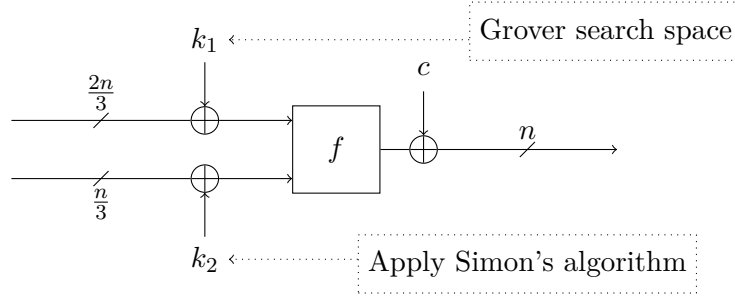 Grover search space
k₁
c
2n/3
f
n
n/3
k₂
Apply Simon's algorithm